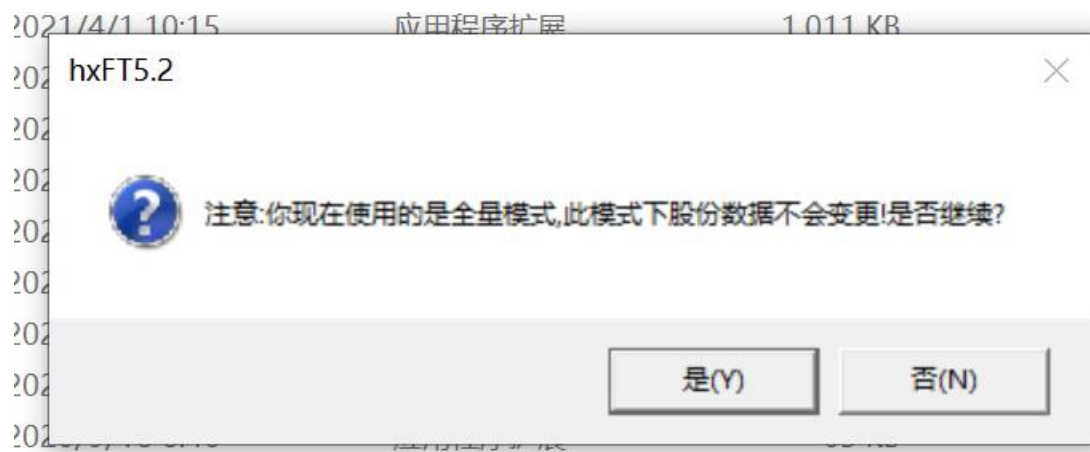 2021/4/1 10:15 应用程序扩展 1,011 KB
hxFT5.2
注意:你现在使用的是全量模式,此模式下股份数据不会变更!是否继续?
是(Y) 否(N)